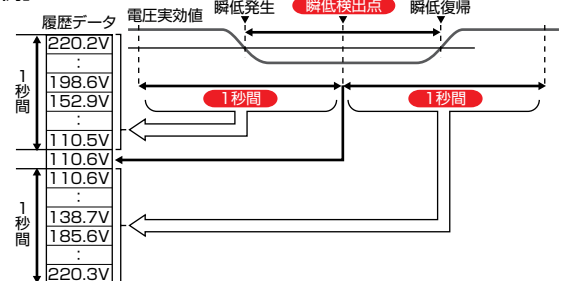 履歴データ
電圧実効値
瞬低発生
瞬低検出点
瞬低復帰
220.2V
:
198.6V
152.9V
:
110.5V
110.6V
110.6V
:
138.7V
185.6V
:
220.3V
1秒間
1秒間
1秒間
1秒間